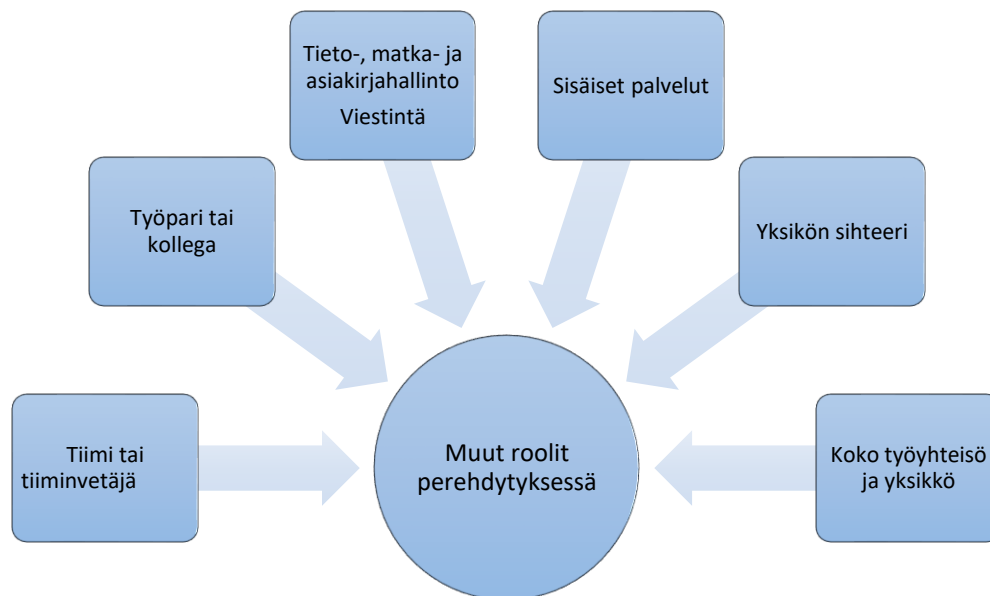 Tieto-, matka- ja
asiakirjahallinto
Viestintä
Sisäiset palvelut
Työpari tai
kollega
Yksikön sihteeri
Tiimi tai
tiiminvetäjä
Muut roolit
perehdytyksessä
Koko työyhteisö
ja yksikkö